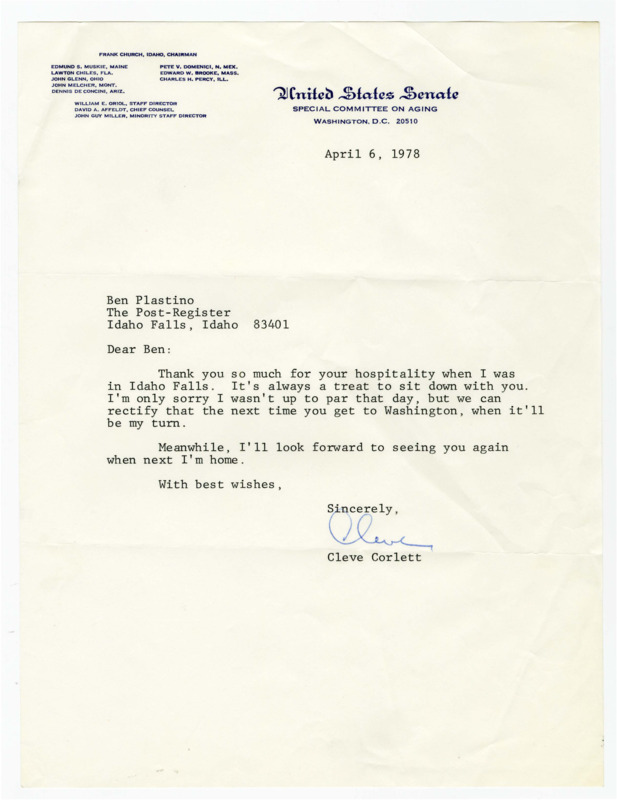 FRANK CHURCH, IDAHO, CHAIRMAN
EDMUND S. MUSKIE, MAINE
LAWTON CHILES, FLA.
JOHN GLENN, OHIO
JOHN MELCHER, MONT.
DENNIS DE CONCINI, ARIZ.
PETE V. DOMENICI, N. MEX.
EDWARD W. BROOKE, MASS.
CHARLES H. PERCY, ILL.
WILLIAM E. ORIOL, STAFF DIRECTOR
DAVID A. AFFELDT, CHIEF COUNSEL
JOHN GUY MILLER, MINORITY STAFF DIRECTOR
United States Senate
SPECIAL COMMITTEE ON AGING
WASHINGTON, D.C. 20510
April 6, 1978
Ben Plastino
The Post-Register
Idaho Falls, Idaho 83401
Dear Ben:
Thank you so much for your hospitality when I was
in Idaho Falls. It's always a treat to sit down with you.
I'm only sorry I wasn't up to par that day, but we can
rectify that the next time you get to Washington, when it'll
be my turn.
Meanwhile, I'll look forward to seeing you again
when next I'm home.
With best wishes,
Sincerely,
Cleve
Cleve Corlett